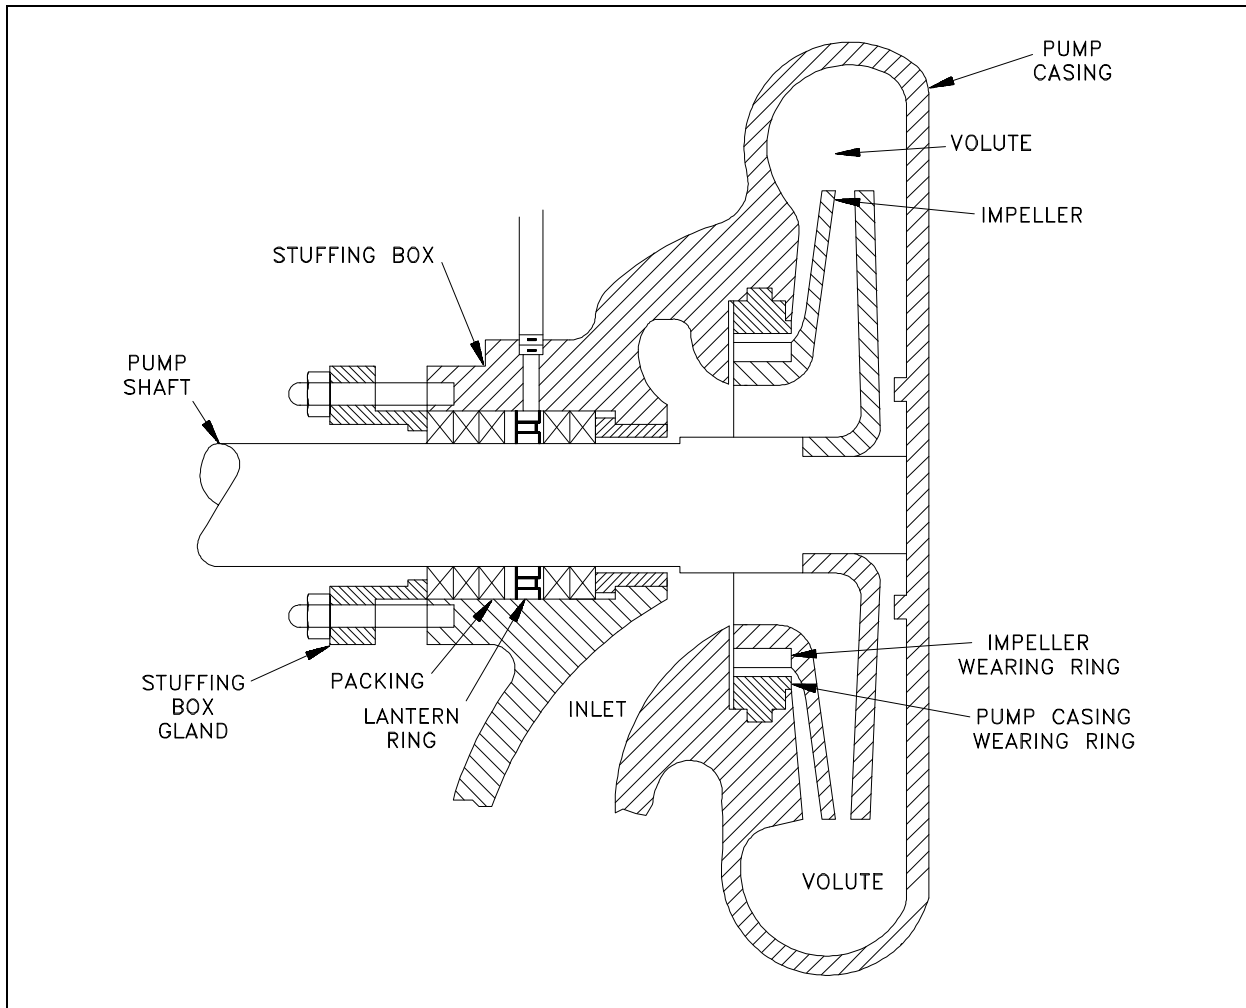 PUMP
CASING
VOLUTE
IMPELLER
STUFFING BOX
PUMP
SHAFT
STUFFING
BOX
GLAND
PACKING
LANTERN
RING
INLET
IMPELLER
WEARING RING
PUMP CASING
WEARING RING
VOLUTE